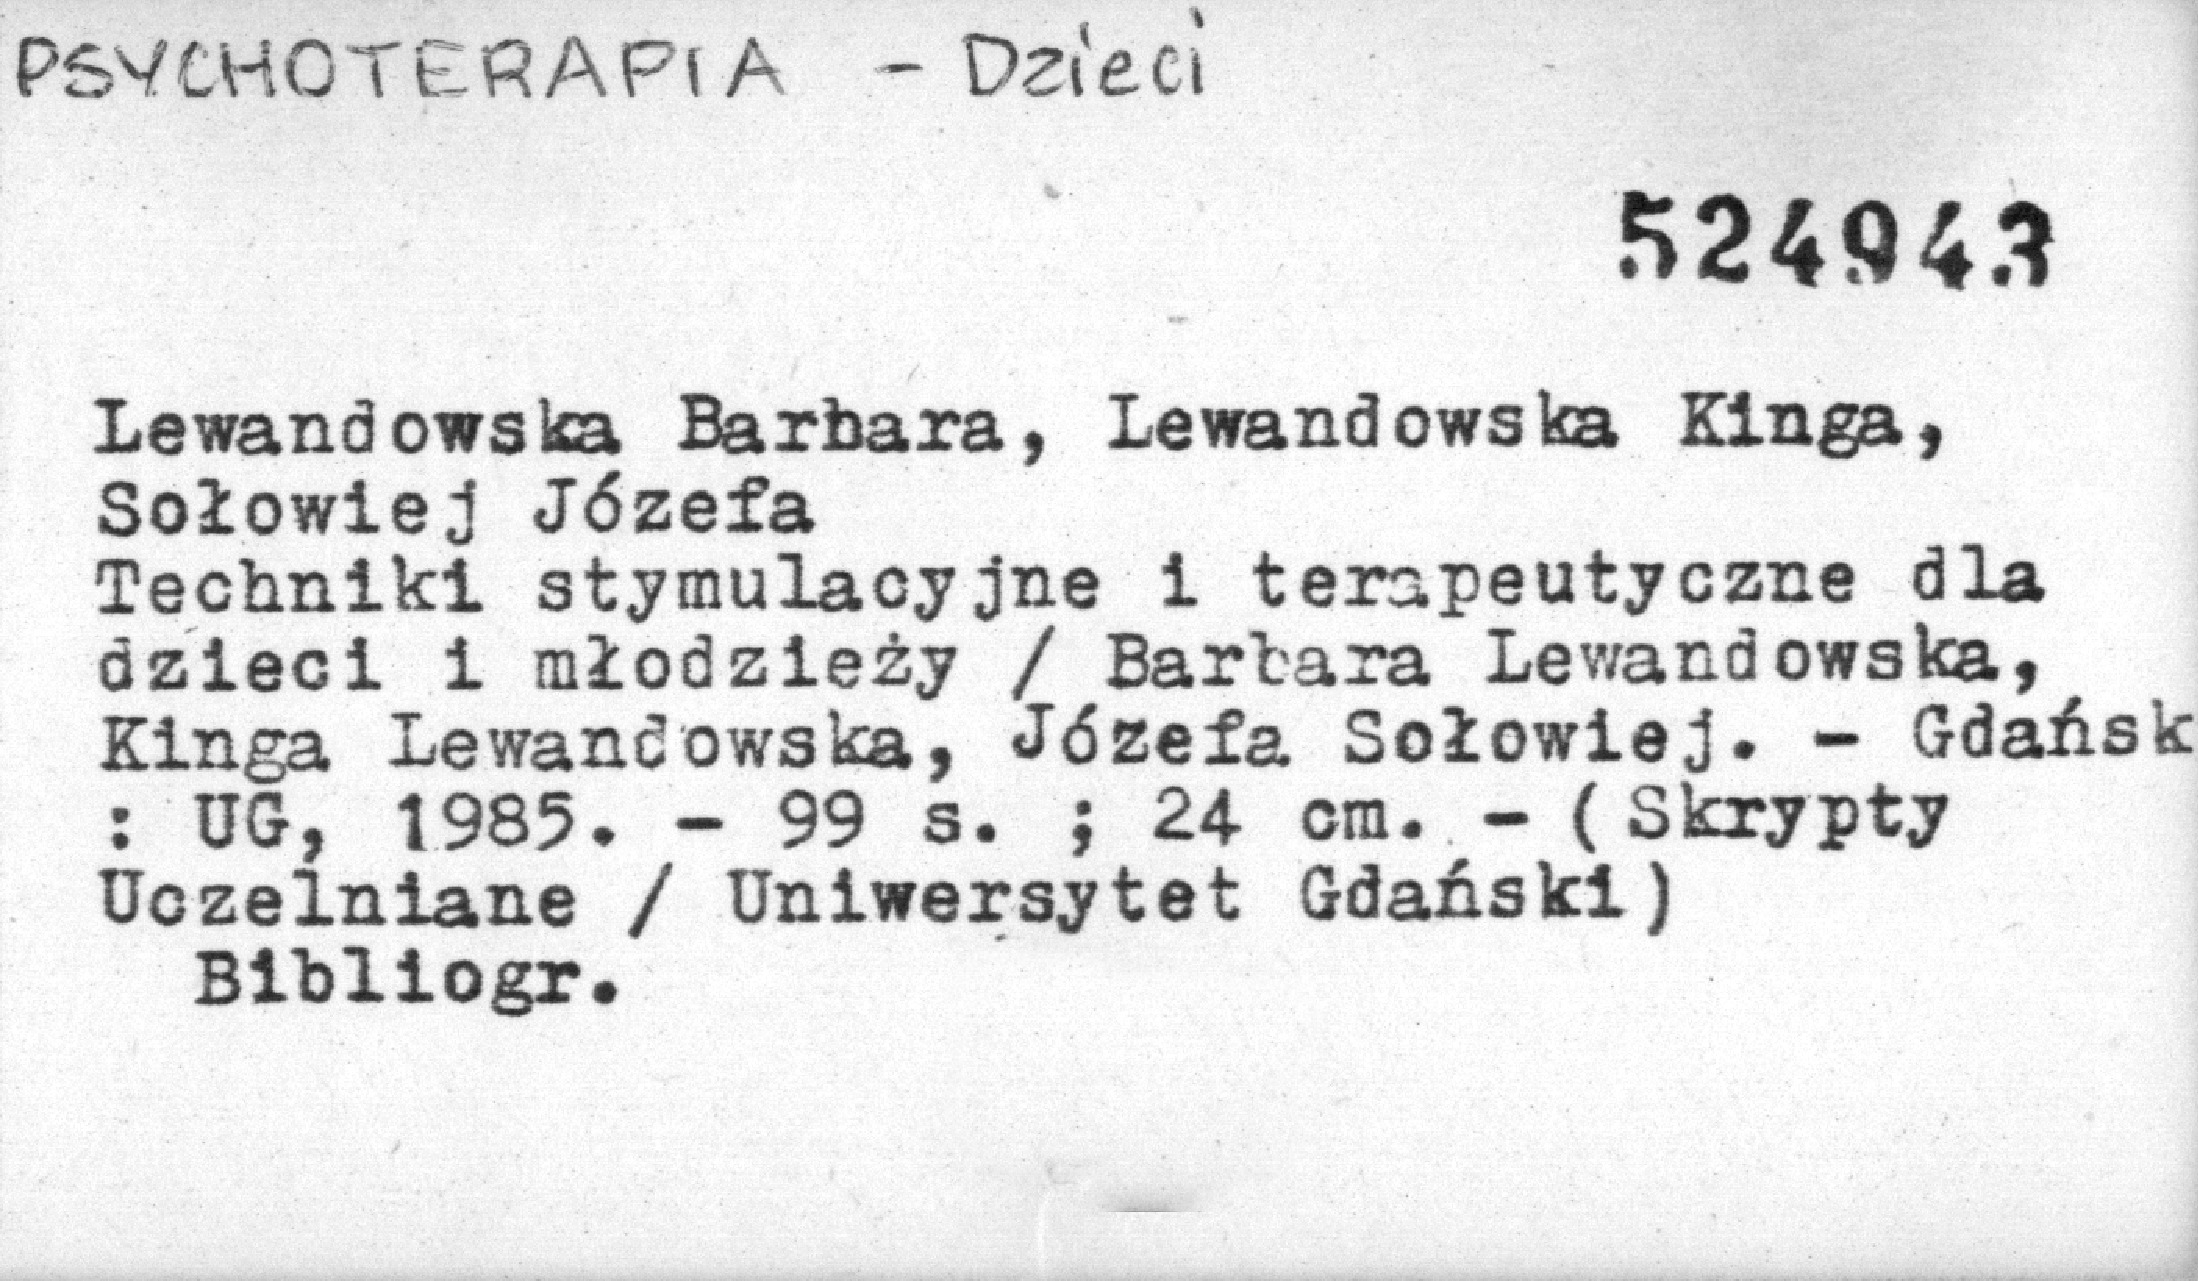 PSYCHOTERAPIA - Dzieci
524943
Lewandowska Barbara, Lewandowska Kinga,
Sołowiej Józefa
Techniki stymulacyjne i terapeutyczne dla
dzieci i młodzieży / Barbara Lewandowska,
Kinga Lewandowska, Józefa Sołowiej. - Gdańsk
: UG, 1985. - 99 s. ; 24 cm. - (Skrypty
Uczelniane / Uniwersytet Gdański)
Bibliogr.